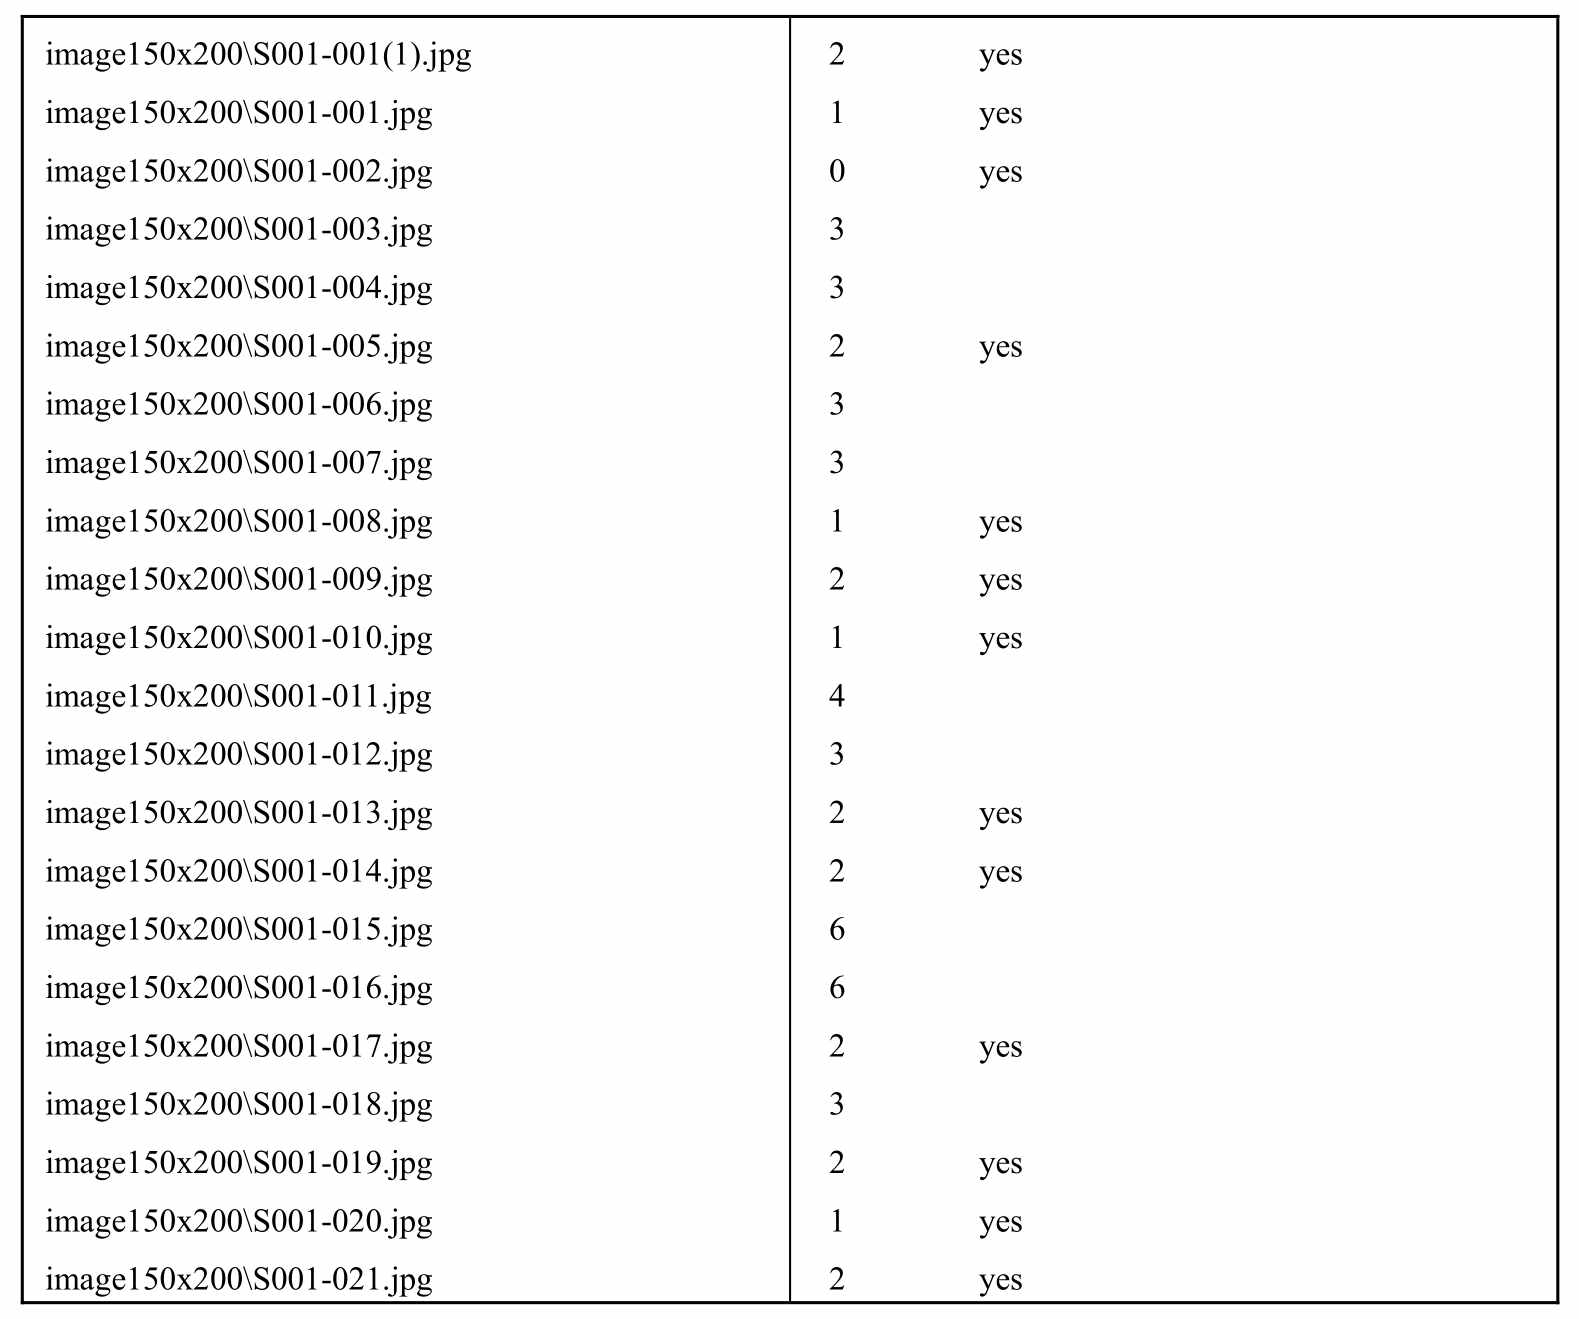 image150x200\S001-001(1).jpg 2 yes
image150x200\S001-001.jpg 1 yes
image150x200\S001-002.jpg 0 yes
image150x200\S001-003.jpg 3
image150x200\S001-004.jpg 3
image150x200\S001-005.jpg 2 yes
image150x200\S001-006.jpg 3
image150x200\S001-007.jpg 3
image150x200\S001-008.jpg 1 yes
image150x200\S001-009.jpg 2 yes
image150x200\S001-010.jpg 1 yes
image150x200\S001-011.jpg 4
image150x200\S001-012.jpg 3
image150x200\S001-013.jpg 2 yes
image150x200\S001-014.jpg 2 yes
image150x200\S001-015.jpg 6
image150x200\S001-016.jpg 6
image150x200\S001-017.jpg 2 yes
image150x200\S001-018.jpg 3
image150x200\S001-019.jpg 2 yes
image150x200\S001-020.jpg 1 yes
image150x200\S001-021.jpg 2 yes